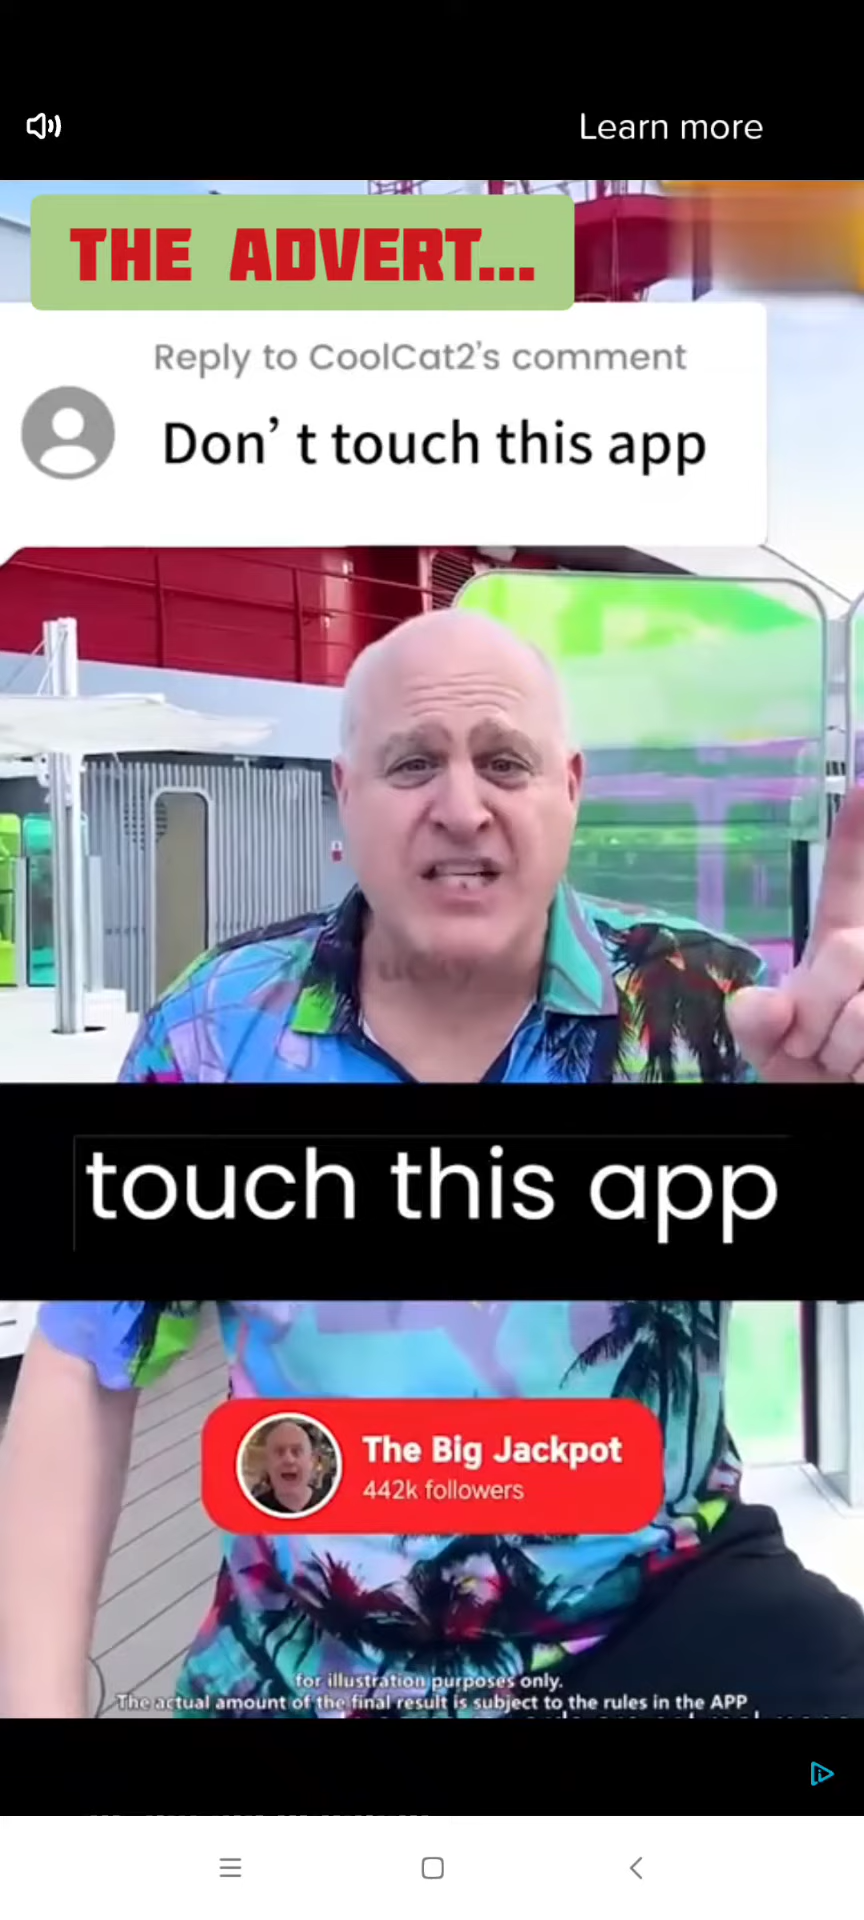 Learn more
THE ADVERT...
Reply to CoolCat2's comment
Don’ t touch this app
touch this app
The Big Jackpot
442k followers
for illustration purposes only.
The actual amount of the final result is subject to the rules in the APP